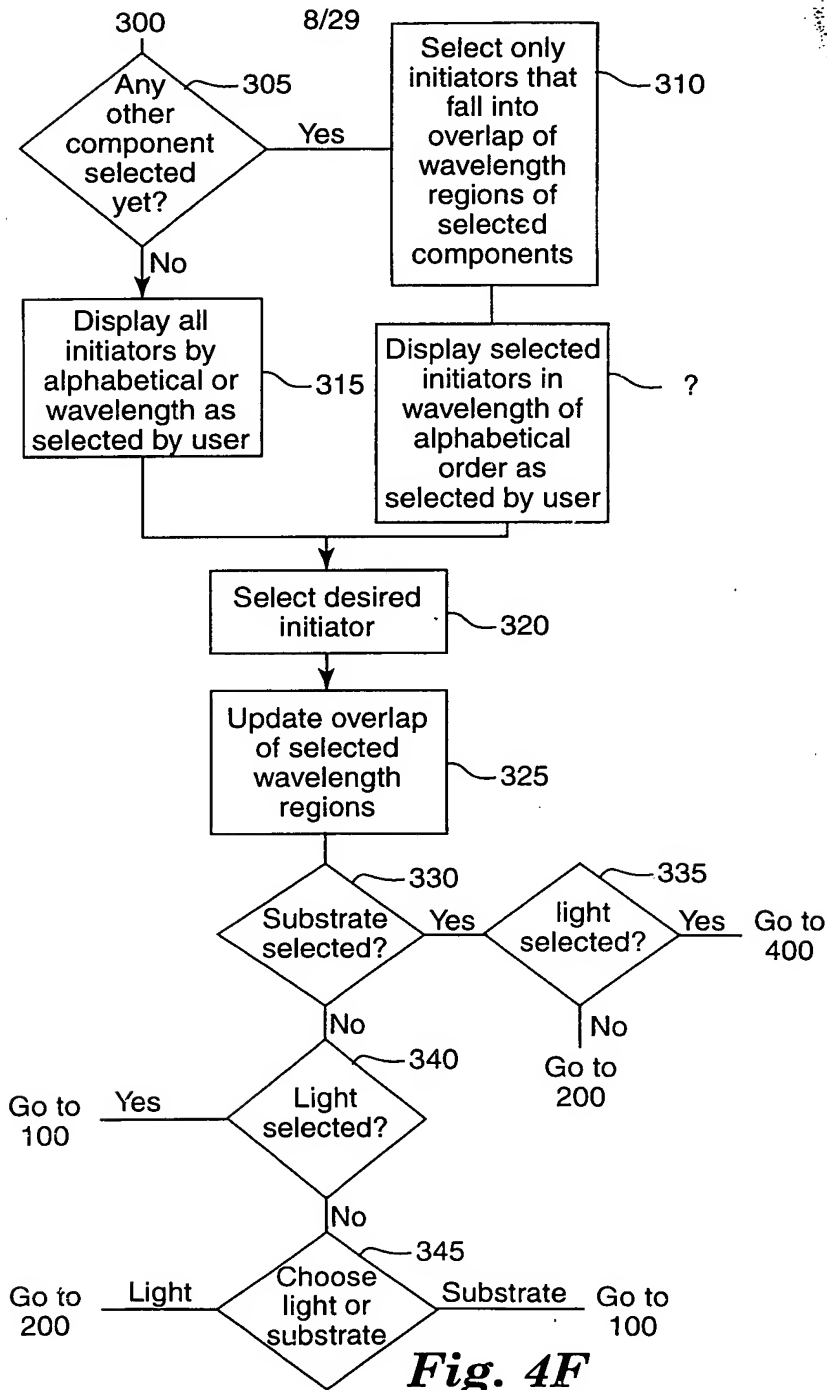 300
8/29
Any
other
component
selected
yet?
305
Yes
Select only
initiators that
fall into
overlap of
wavelength
regions of
selected
components
310
No
Display all
initiators by
alphabetical or
wavelength as
selected by user
315
Display selected
initiators in
wavelength of
alphabetical
order as
selected by user
?
Select desired
initiator
320
Update overlap
of selected
wavelength
regions
325
Substrate
selected?
330
Yes
light
selected?
335
Yes
Go to
400
No
Go to
200
No
Light
selected?
340
Yes
Go to
100
No
Choose
light or
substrate
345
Light
Go to
200
Substrate
Go to
100
Fig. 4F